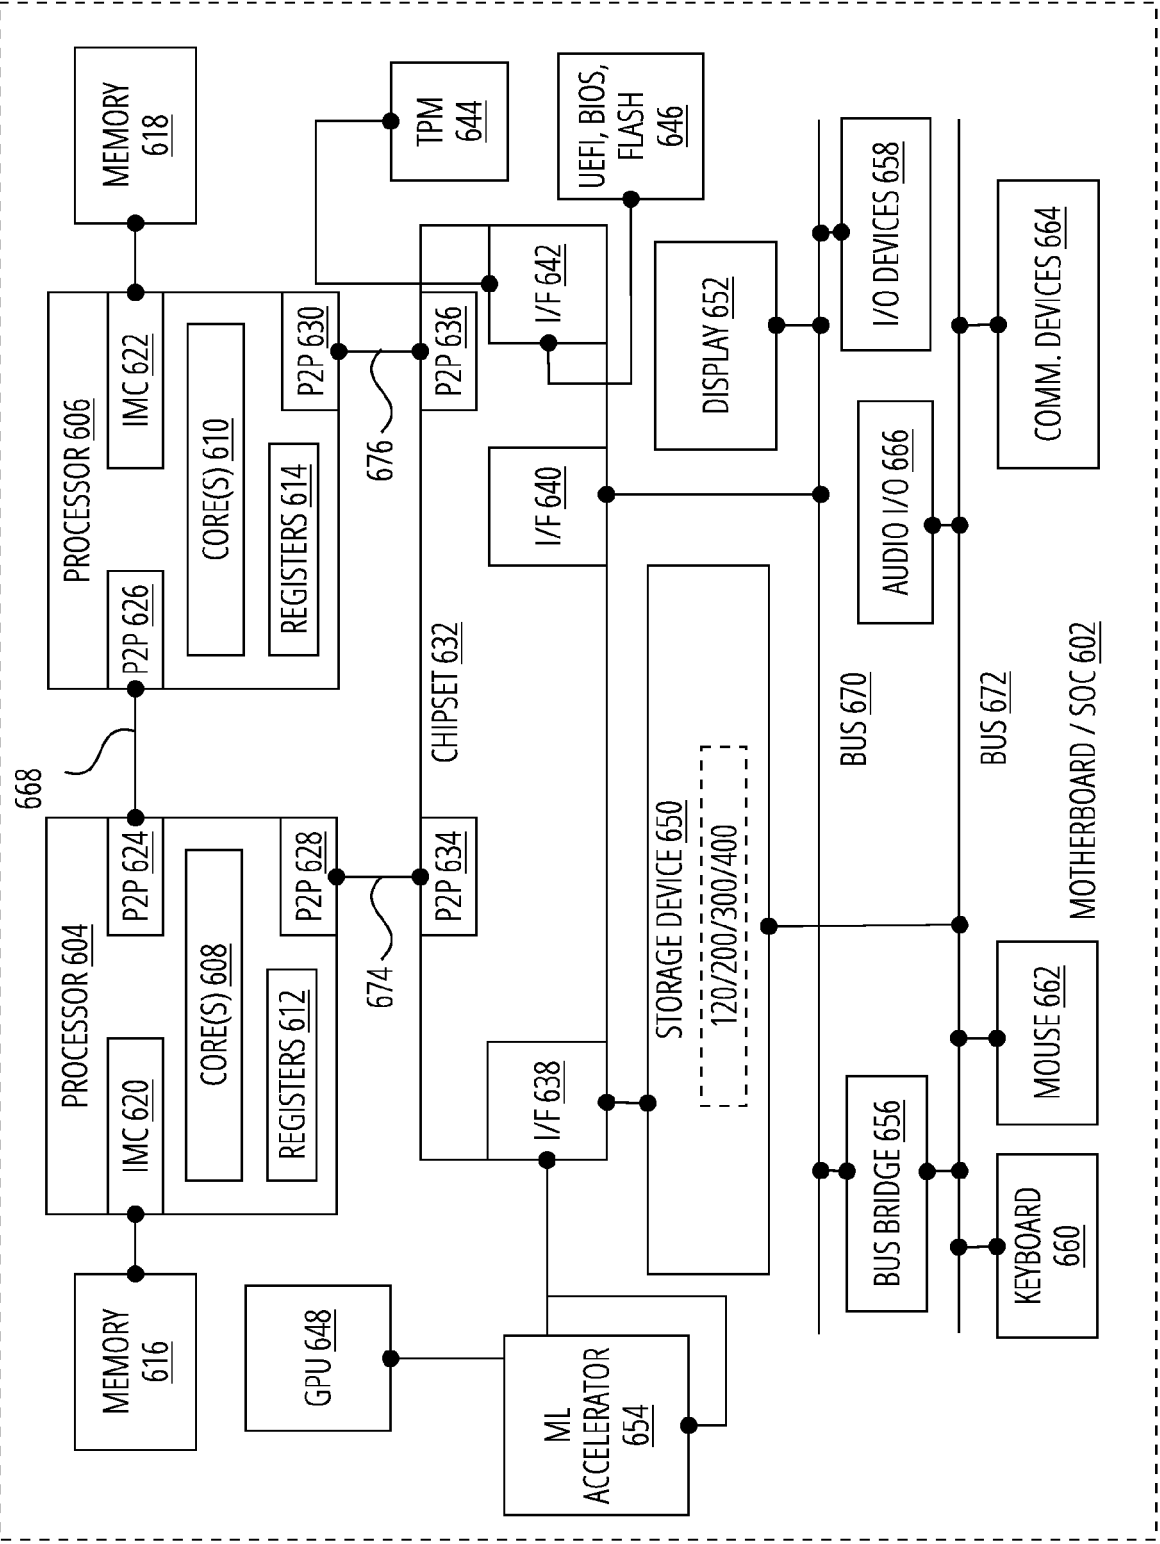 MEMORY
616
PROCESSOR 604
IMC 620
P2P 624
CORE(S) 608
REGISTERS 612
P2P 628
668
PROCESSOR 606
P2P 626
IMC 622
CORE(S) 610
REGISTERS 614
P2P 630
MEMORY
618
GPU 648
674
676
TPM
644
CHIPSET 632
P2P 634
P2P 636
I/F 638
I/F 640
I/F 642
UEFI, BIOS,
FLASH
646
ML
ACCELERATOR
654
STORAGE DEVICE 650
120/200/300/400
DISPLAY 652
BUS 670
BUS BRIDGE 656
AUDIO I/O 666
I/O DEVICES 658
BUS 672
KEYBOARD
660
MOUSE 662
COMM. DEVICES 664
MOTHERBOARD / SOC 602